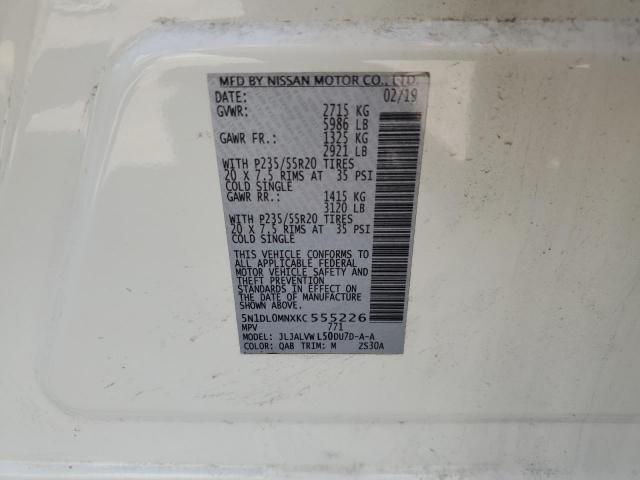 MFD BY NISSAN MOTOR CO., LTD.
DATE: 02/19
GVWR: 2715 KG
5986 LB
GAWR FR.: 1325 KG
2921 LB
WITH P235/55R20 TIRES
20 X 7.5 RIMS AT 35 PSI
COLD SINGLE
GAWR RR.: 1415 KG
3120 LB
WITH P235/55R20 TIRES
20 X 7.5 RIMS AT 35 PSI
COLD SINGLE
THIS VEHICLE CONFORMS TO
ALL APPLICABLE FEDERAL
MOTOR VEHICLE SAFETY AND
THEFT PREVENTION
STANDARDS IN EFFECT ON
THE DATE OF MANUFACTURE
SHOWN ABOVE.
5N1DL0MNXKC555226
MPV 771
MODEL: JLJALVWL50DU7D-A-A
COLOR: QAB TRIM: M ZS30A